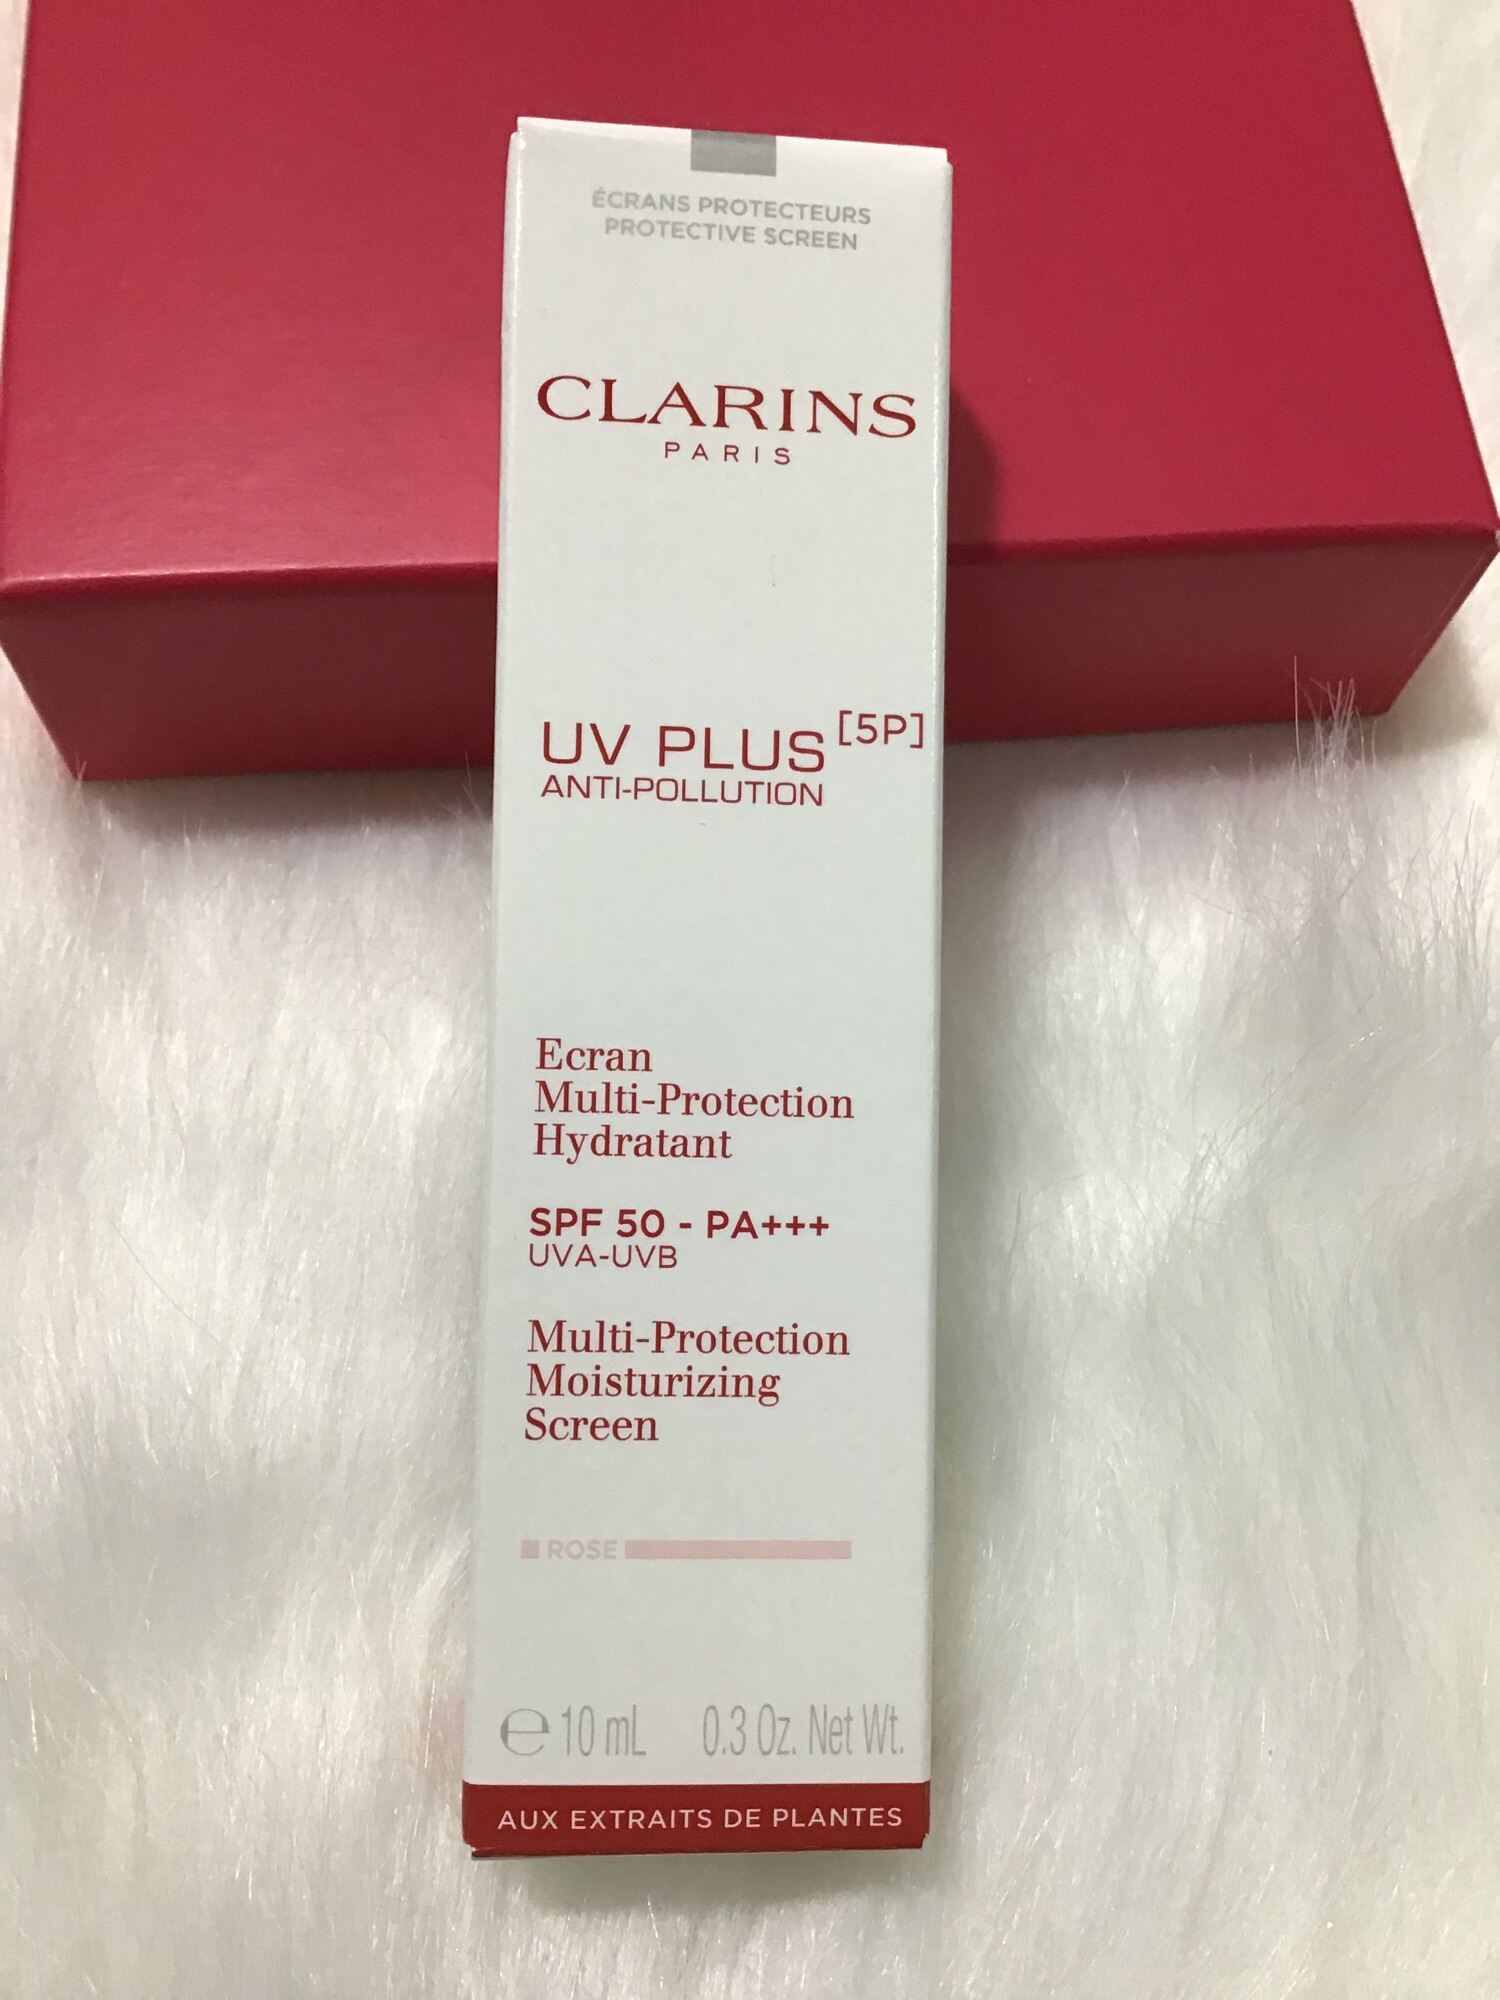 ÉCRANS PROTECTEURS
PROTECTIVE SCREEN
CLARINS
PARIS
UV PLUS [5P]
ANTI-POLLUTION
Ecran
Multi-Protection
Hydratant
SPF 50 - PA+++
UVA-UVB
Multi-Protection
Moisturizing
Screen
ROSE
℮ 10 mL 0.3 Oz. Net Wt.
AUX EXTRAITS DE PLANTES